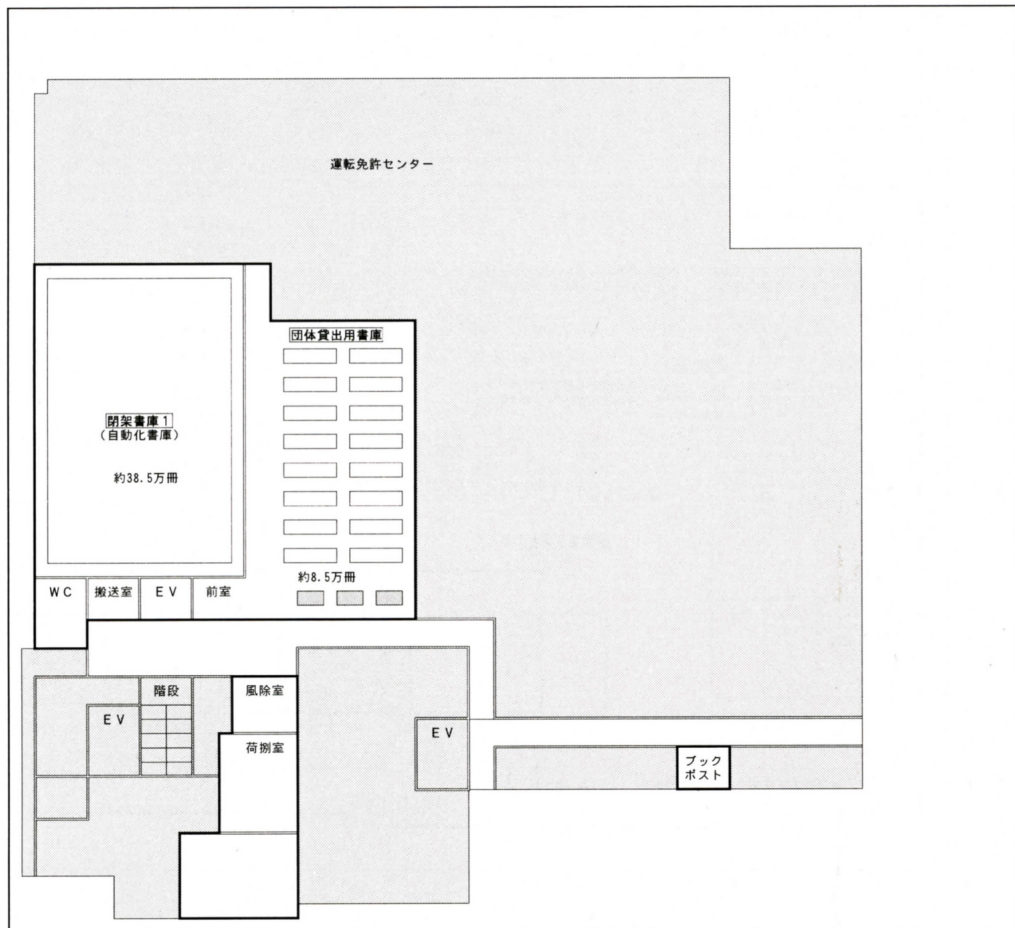 運転免許センター
団体貸出用書庫
閉架書庫1
(自動化書庫)
約38.5万冊
約8.5万冊
WC
搬送室
EV
前室
階段
風除室
EV
荷捌室
EV
ブック
ポスト